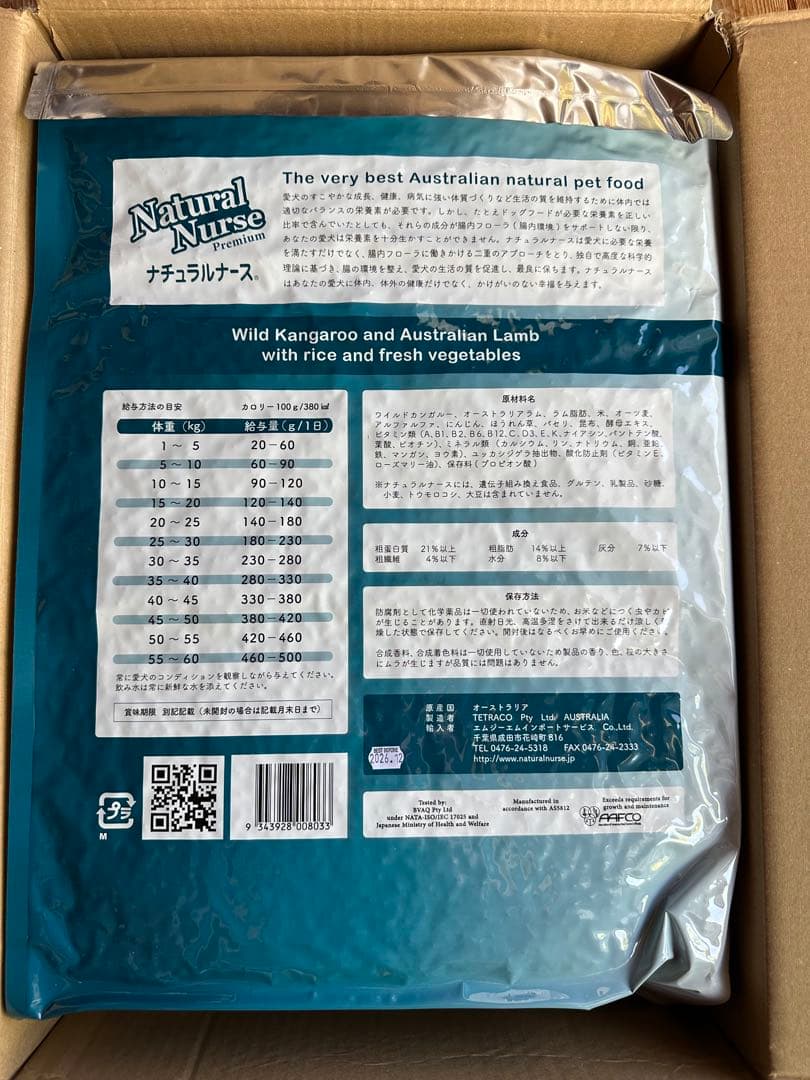 Natural
Nurse
Premium
ナチュラルナース®
The very best Australian natural pet food
愛犬のすこやかな成長、健康、病気に強い体質づくりなど生活の質を維持するために体内では
適切なバランスの栄養素が必要です。しかし、たとえドッグフードが必要な栄養素を正しい
比率で含んでいたとしても、それらの成分が腸内フローラ(腸内環境)をサポートしない限り、
あなたの愛犬は栄養素を十分生かすことができません。ナチュラルナースは愛犬に必要な栄養
を満たすだけでなく、腸内フローラに働きかける二重のアプローチをとり、独自で高度な科学的
理論に基づき、腸の環境を整え、愛犬の生活の質を促進し、最良に保ちます。ナチュラルナース
はあなたの愛犬に体内、体外の健康だけでなく、かけがいのない幸福を与えます。
Wild Kangaroo and Australian Lamb
with rice and fresh vegetables
給与方法の目安 カロリー100g/380㎉
体重(kg) 給与量(g/1日)
1 〜 5 20−60
5 〜 10 60−90
10 〜 15 90−120
15 〜 20 120−140
20 〜 25 140−180
25 〜 30 180−230
30 〜 35 230−280
35 〜 40 280−330
40 〜 45 330−380
45 〜 50 380−420
50 〜 55 420−460
55 〜 60 460−500
常に愛犬のコンディションを観察しながら与えてください。
飲み水は常に新鮮な水を添えてください。
賞味期限 別記記載(未開封の場合は記載月末日まで)
原材料名
ワイルドカンガルー、オーストラリアラム、ラム脂肪、米、オーツ麦、
アルファルファ、にんじん、ほうれん草、パセリ、昆布、酵母エキス、
ビタミン類(A、B1、B2、B6、B12、C、D3、E、K、ナイアシン、パントテン酸、
葉酸、ビオチン)、ミネラル類(カルシウム、リン、ナトリウム、銅、亜鉛、
鉄、マンガン、ヨウ素)、ユッカシジゲラ抽出物、酸化防止剤(ビタミンE、
ローズマリー油)、保存料(プロピオン酸)
※ナチュラルナースには、遺伝子組み換え食品、グルテン、乳製品、砂糖、
小麦、トウモロコシ、大豆は含まれていません。
成分
粗蛋白質 21%以上 粗脂肪 14%以上 灰分 7%以下
粗繊維 4%以下 水分 8%以下
保存方法
防腐剤として化学薬品は一切使われていないため、お米などにつく虫やカビ
が生じることがあります。直射日光、高温多湿をさけて出来るだけ涼しく乾
燥した状態で保存してください。開封後はなるべくお早めにご使用ください。
合成香料、合成着色料は一切使用していないため製品の香り、色、粒の大きさ
にムラが生じますが品質には問題はありません。
原産国 オーストラリア
製造者 TETRACO Pty Ltd/ AUSTRALIA
輸入者 エムジーエムインポートサービス Co.,Ltd.
千葉県成田市花崎町816
TEL 0476-24-5318 FAX 0476-24-2333
http://www.naturalnurse.jp
BEST BEFORE
2026.12
プラ
M
9 343928 008033
Tested by:
BVAQ Pty Ltd
under NATA-ISO/IEC 17025 and
Japanese Ministry of Health and Welfare
Manufactured in
accordance with AS5812
Exceeds requirements for
growth and maintenance
AAFCO